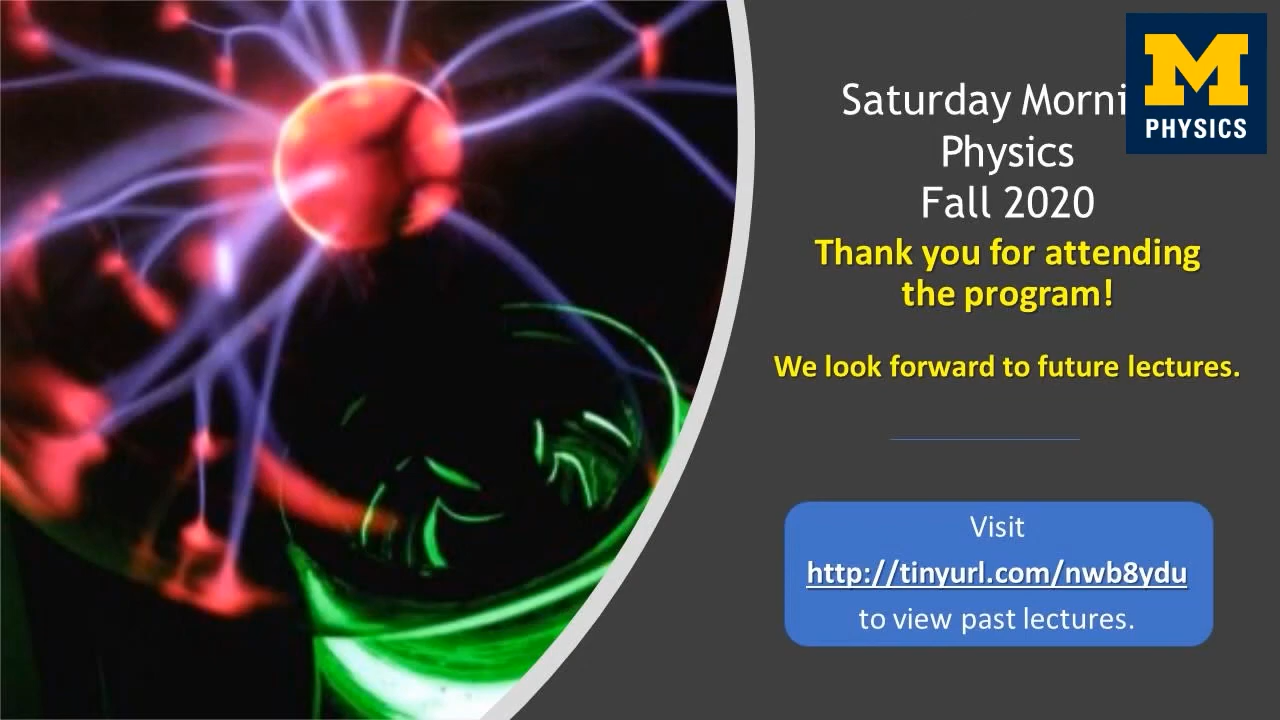 Saturday Morni
Physics
Fall 2020
Thank you for attending
the program!
We look forward to future lectures.
Visit
http://tinyurl.com/nwb8ydu
to view past lectures.
M
PHYSICS